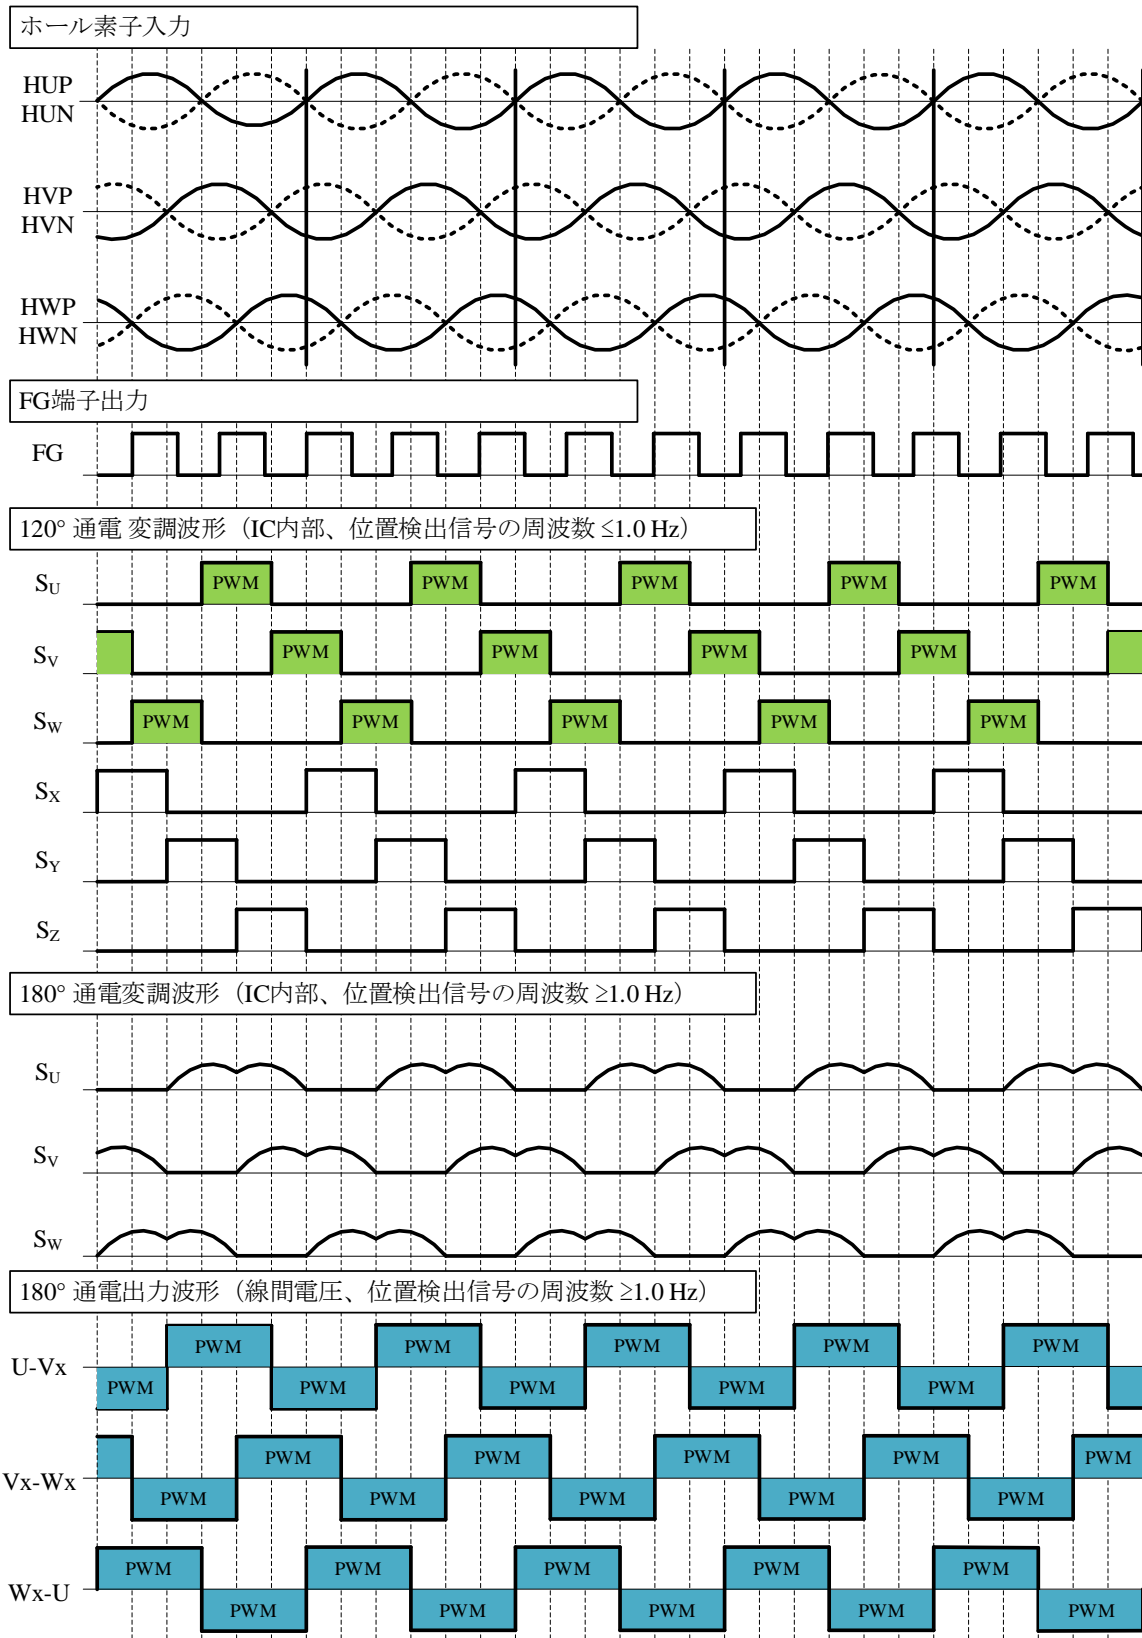 ホール素子入力
HUP
HUN
HVP
HVN
HWP
HWN
FG端子出力
FG
120° 通電 変調波形（IC内部、位置検出信号の周波数 ≤1.0 Hz）
SU PWM PWM PWM PWM PWM
SV PWM PWM PWM PWM
SW PWM PWM PWM PWM PWM
SX
SY
SZ
180° 通電変調波形（IC内部、位置検出信号の周波数 ≥1.0 Hz）
SU
SV
SW
180° 通電出力波形（線間電圧、位置検出信号の周波数 ≥1.0 Hz）
PWM PWM PWM PWM PWM
U-Vx
PWM PWM PWM PWM PWM
PWM PWM PWM PWM PWM
Vx-Wx
PWM PWM PWM PWM PWM
PWM PWM PWM PWM PWM
Wx-U
PWM PWM PWM PWM PWM